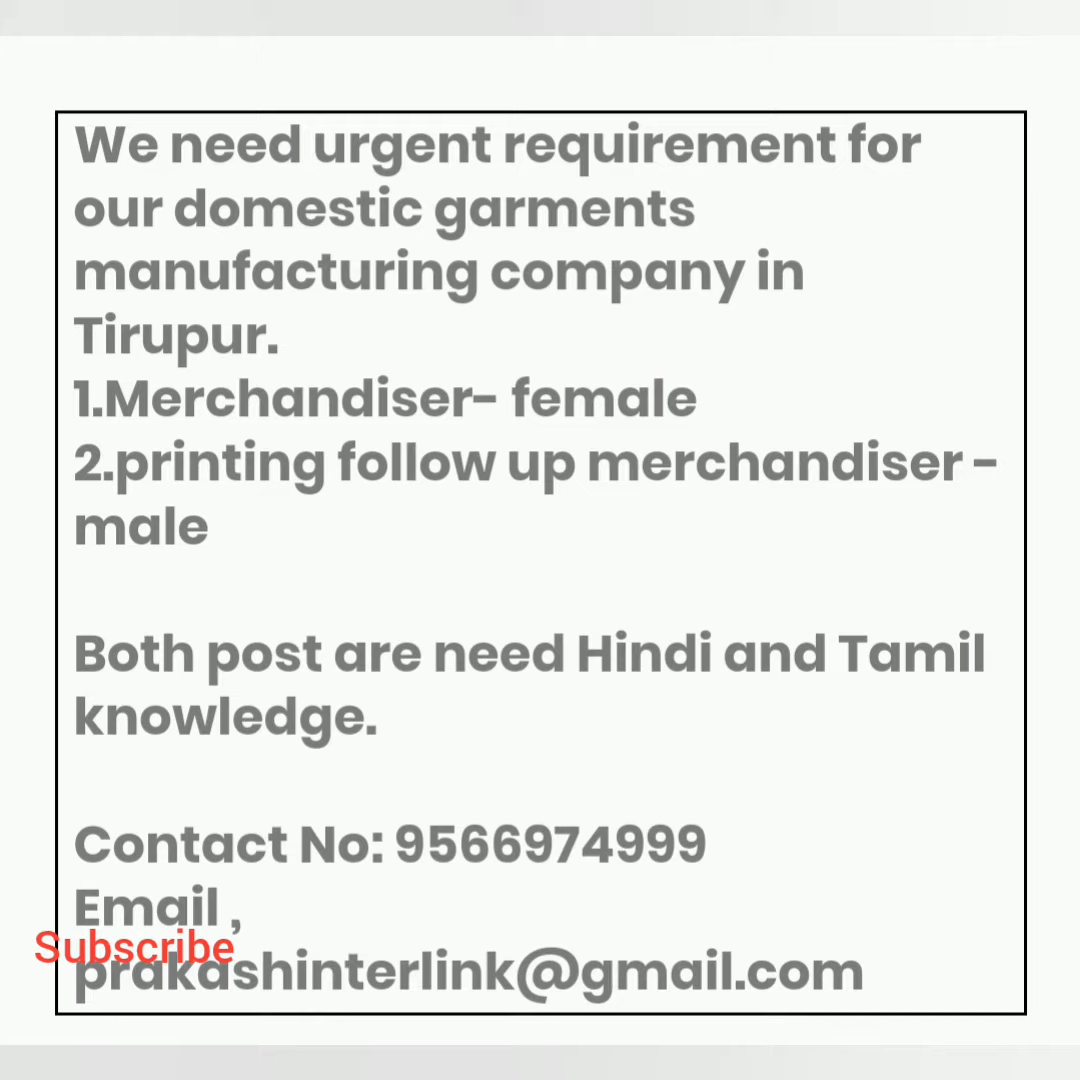 We need urgent requirement for
our domestic garments
manufacturing company in
Tirupur.
1.Merchandiser- female
2.printing follow up merchandiser -
male
Both post are need Hindi and Tamil
knowledge.
Contact No: 9566974999
Email ,
Subscribe
prakashinterlink@gmail.com